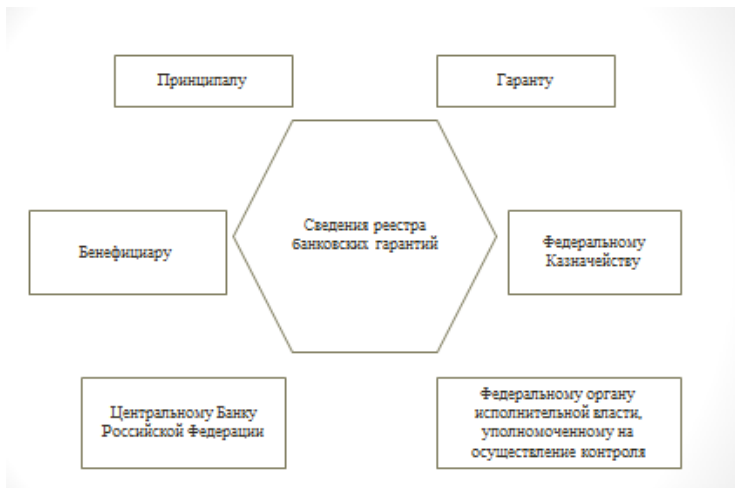 Принципалу
Гаранту
Сведения реестра
банковских гарантий
Бенефициару
Федеральному
Казначейству
Центральному Банку
Российской Федерации
Федеральному органу
исполнительной власти,
уполномоченному на
осуществление контроля